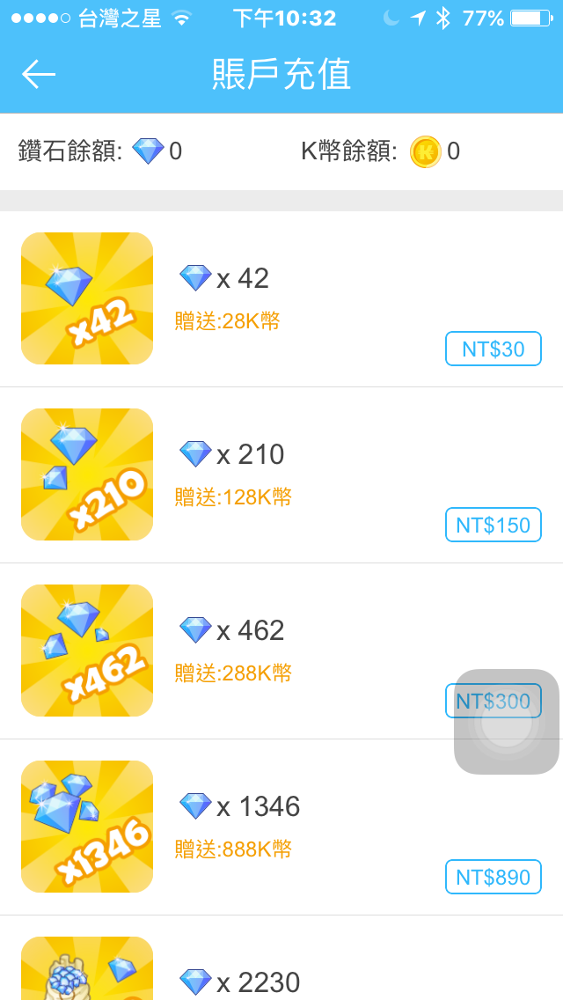 台灣之星 下午10:32 77%
賬戶充值
鑽石餘額: 0 K幣餘額: 0
x42
x 42
贈送:28K幣
NT$30
x210
x 210
贈送:128K幣
NT$150
x462
x 462
贈送:288K幣
NT$300
x1346
x 1346
贈送:888K幣
NT$890
x 2230